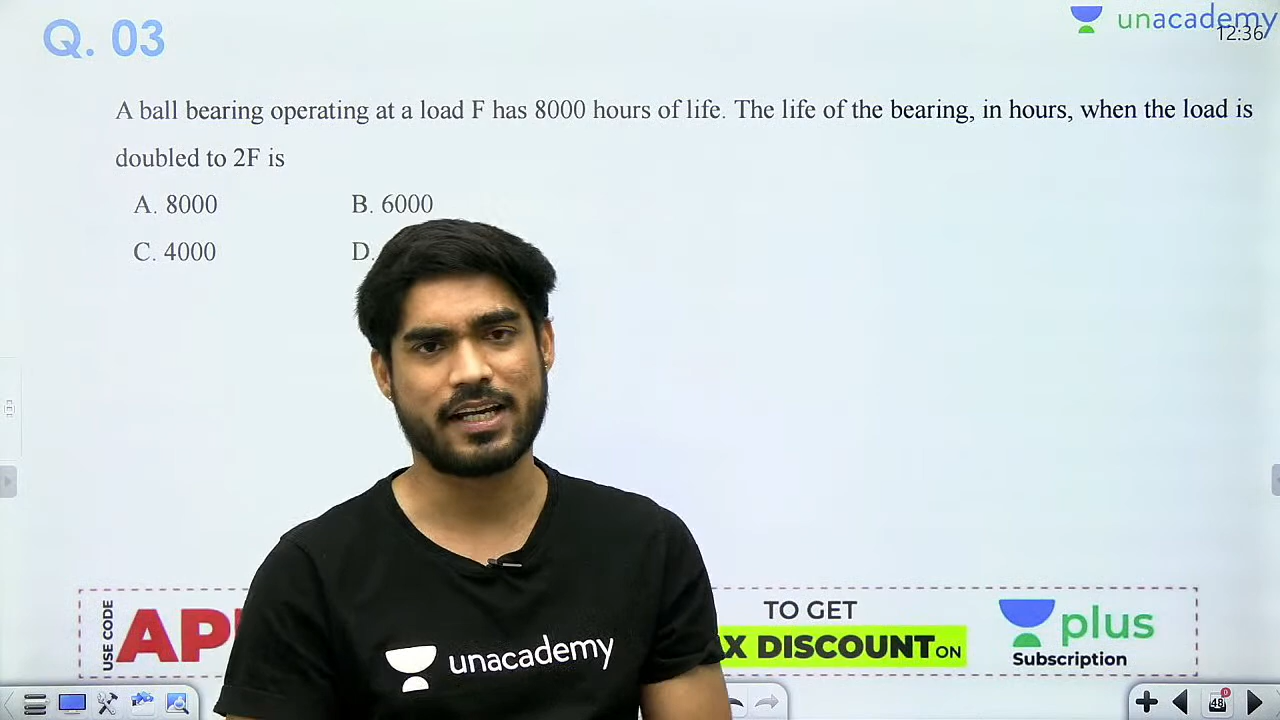 Q. 03
unacademy
12:36
A ball bearing operating at a load F has 8000 hours of life. The life of the bearing, in hours, when the load is
doubled to 2F is
A. 8000 B. 6000
C. 4000 D.
unacademy
USE CODE
TO GET
DISCOUNT ON
plus
Subscription
48
0